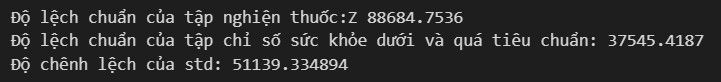 Độ lệch chuẩn của tập nghiện thuốc:Z 88684.7536
Độ lệch chuẩn của tập chỉ số sức khỏe dưới và quá tiêu chuẩn: 37545.4187
Độ chênh lệch của std: 51139.334894